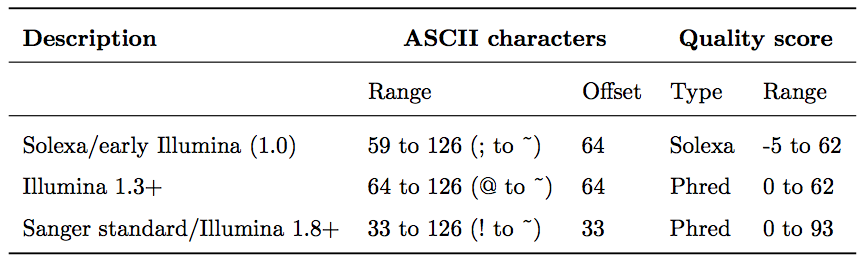 Description ASCII characters Quality score
Range Offset Type Range
Solexa/early Illumina (1.0) 59 to 126 (; to ~) 64 Solexa -5 to 62
Illumina 1.3+ 64 to 126 (@ to ~) 64 Phred 0 to 62
Sanger standard/Illumina 1.8+ 33 to 126 (! to ~) 33 Phred 0 to 93